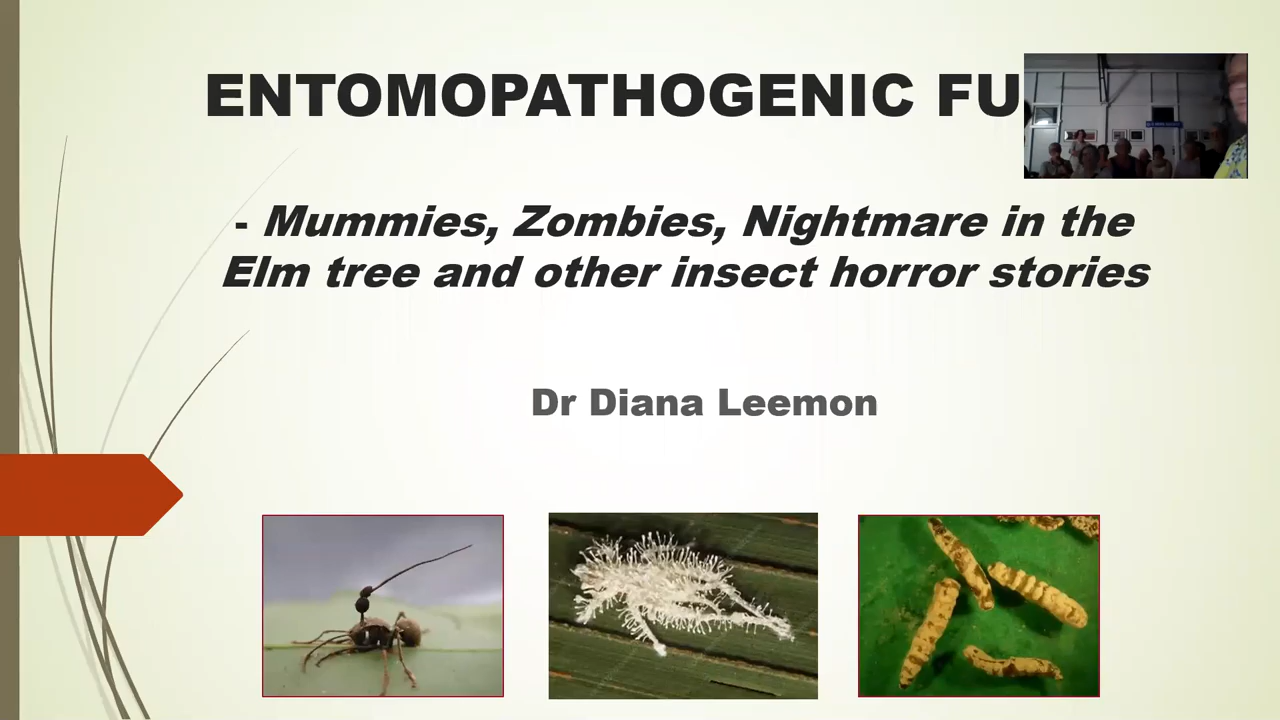 ENTOMOPATHOGENIC FU
- Mummies, Zombies, Nightmare in the
Elm tree and other insect horror stories
Dr Diana Leemon